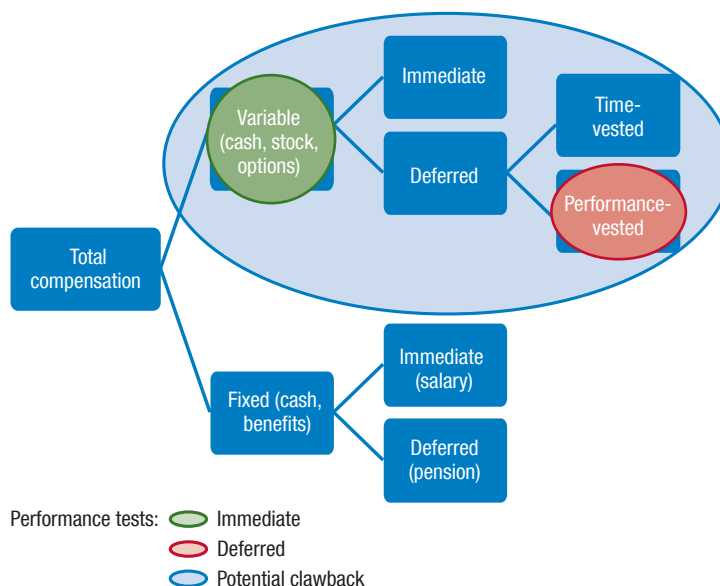 Immediate
Variable
(cash, stock,
options)
Time-
vested
Deferred
Performance-
vested
Total
compensation
Immediate
(salary)
Fixed (cash,
benefits)
Deferred
(pension)
Performance tests:
Immediate
Deferred
Potential clawback